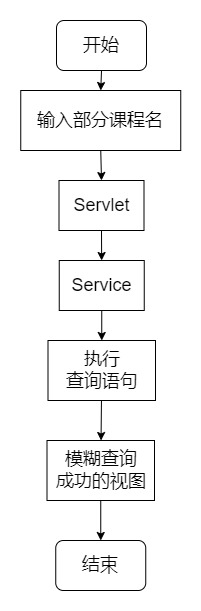 开始
输入部分课程名
Servlet
Service
执行
查询语句
模糊查询
成功的视图
结束